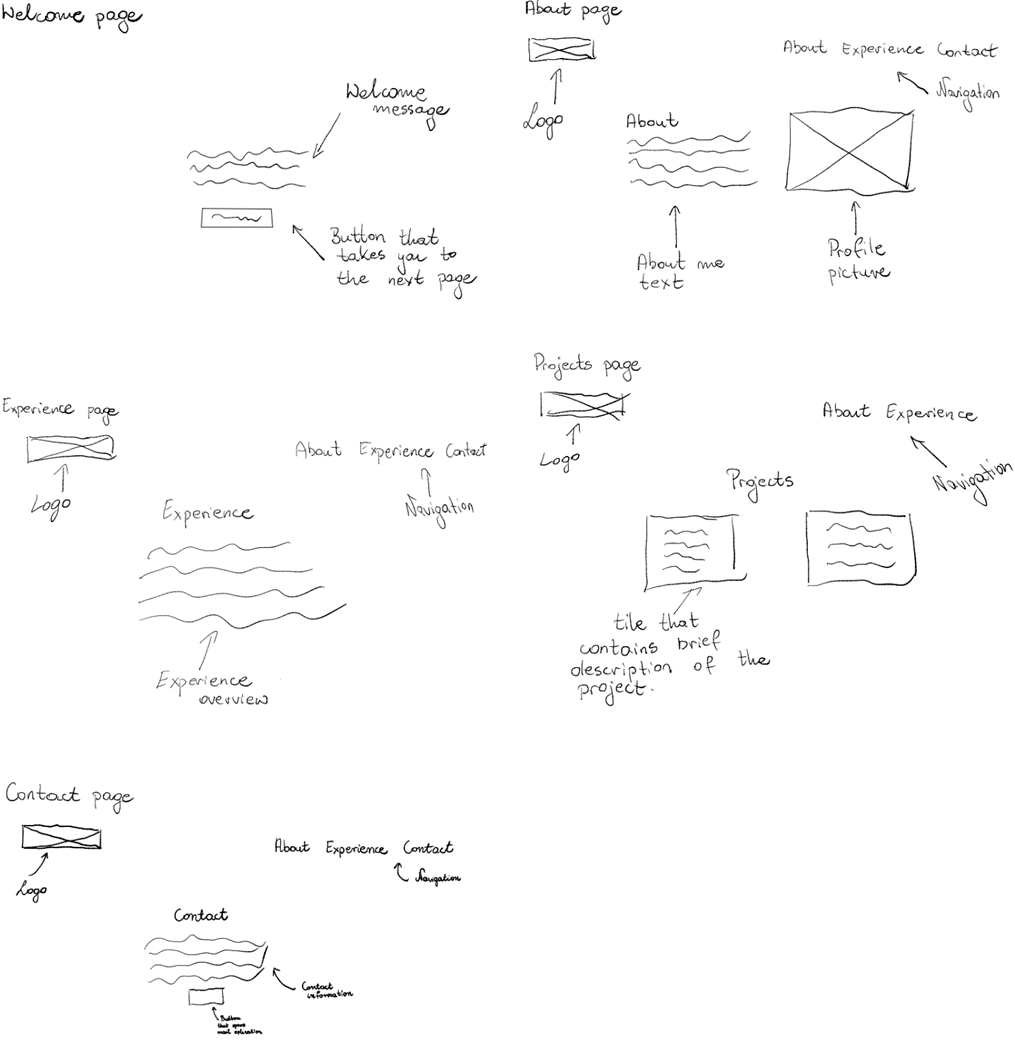 Welcome page
Welcome
message
Button that
takes you to
the next page
About page
About Experience Contact
Navigation
Logo
About
About me
text
Profile
picture
Experience page
About Experience Contact
Logo
Navigation
Experience
Experience
overview
Projects page
About Experience
Logo
Navigation
Projects
tile that
contains brief
description of the
project.
Contact page
About Experience Contact
Navigation
Logo
Contact
Contact
information
Button
that opens
mail aplication